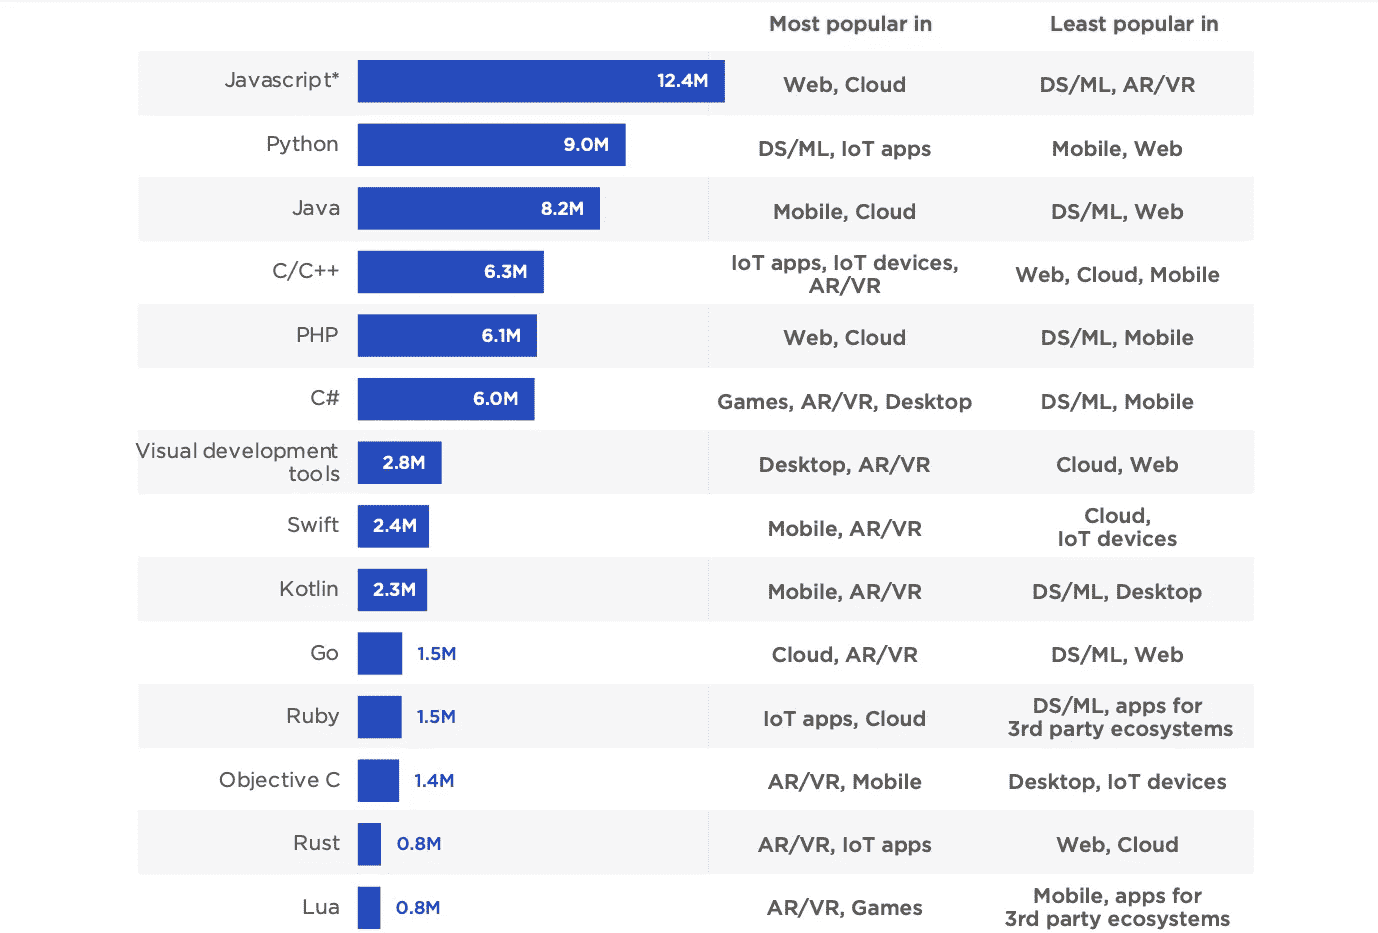 Most popular in Least popular in
Javascript* 12.4M Web, Cloud DS/ML, AR/VR
Python 9.0M DS/ML, IoT apps Mobile, Web
Java 8.2M Mobile, Cloud DS/ML, Web
C/C++ 6.3M IoT apps, IoT devices,
AR/VR Web, Cloud, Mobile
PHP 6.1M Web, Cloud DS/ML, Mobile
C# 6.0M Games, AR/VR, Desktop DS/ML, Mobile
Visual development
tools 2.8M Desktop, AR/VR Cloud, Web
Swift 2.4M Mobile, AR/VR Cloud,
IoT devices
Kotlin 2.3M Mobile, AR/VR DS/ML, Desktop
Go 1.5M Cloud, AR/VR DS/ML, Web
Ruby 1.5M IoT apps, Cloud DS/ML, apps for
3rd party ecosystems
Objective C 1.4M AR/VR, Mobile Desktop, IoT devices
Rust 0.8M AR/VR, IoT apps Web, Cloud
Lua 0.8M AR/VR, Games Mobile, apps for
3rd party ecosystems